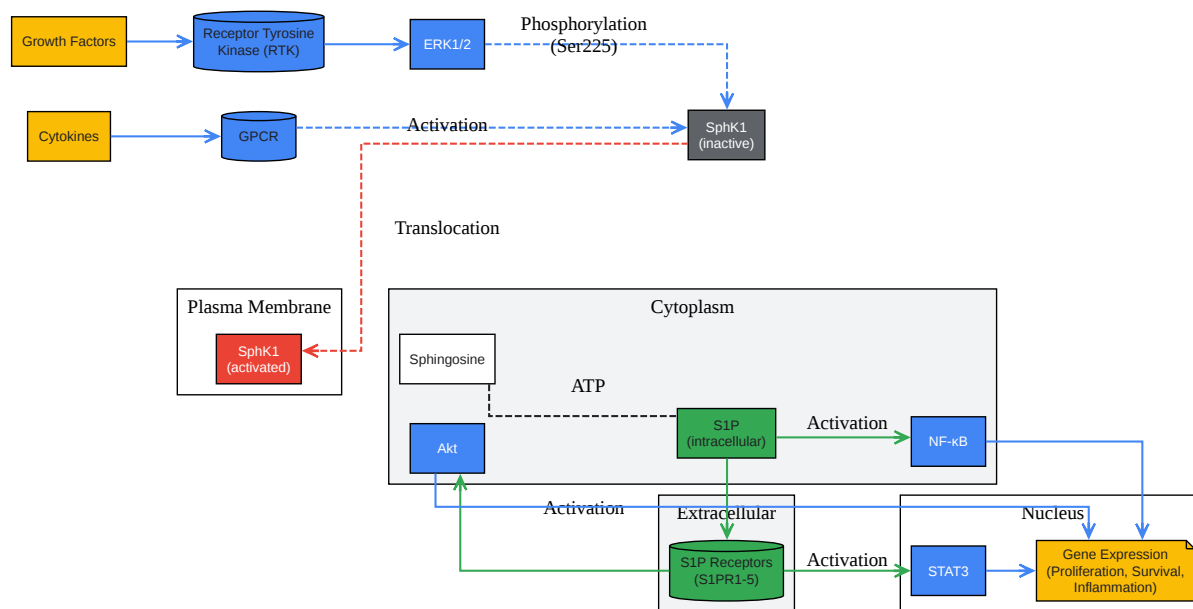 Growth Factors
Receptor Tyrosine
Kinase (RTK)
ERK1/2
Phosphorylation
(Ser225)
Cytokines
GPCR
Activation
SphK1
(inactive)
Translocation
Plasma Membrane
SphK1
(activated)
Cytoplasm
Sphingosine
ATP
Akt
S1P
(intracellular)
Activation
NF-κB
Activation
Extracellular
S1P Receptors
(S1PR1-5)
Activation
Nucleus
STAT3
Gene Expression
(Proliferation, Survival,
Inflammation)